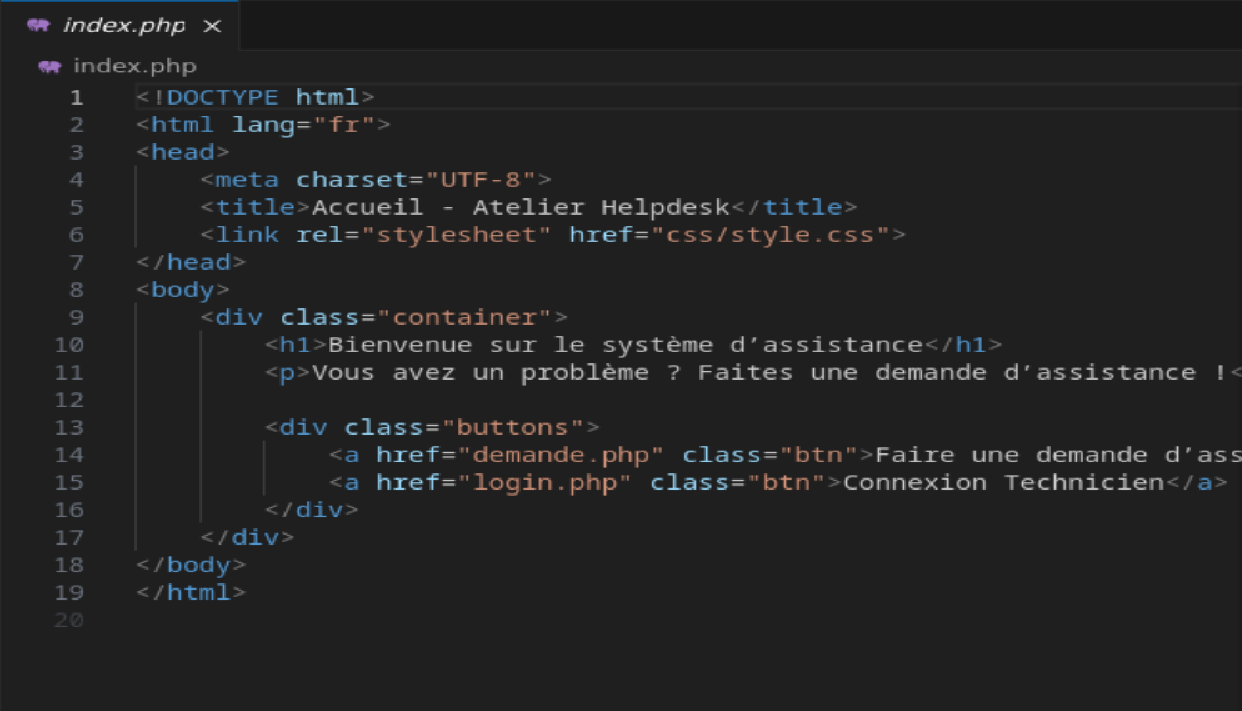 index.php ×
index.php
1 <!DOCTYPE html>
2 <html lang="fr">
3 <head>
4 <meta charset="UTF-8">
5 <title>Accueil - Atelier Helpdesk</title>
6 <link rel="stylesheet" href="css/style.css">
7 </head>
8 <body>
9 <div class="container">
10 <h1>Bienvenue sur le système d’assistance</h1>
11 <p>Vous avez un problème ? Faites une demande d’assistance !<
12
13 <div class="buttons">
14 <a href="demande.php" class="btn">Faire une demande d’ass
15 <a href="login.php" class="btn">Connexion Technicien</a>
16 </div>
17 </div>
18 </body>
19 </html>
20